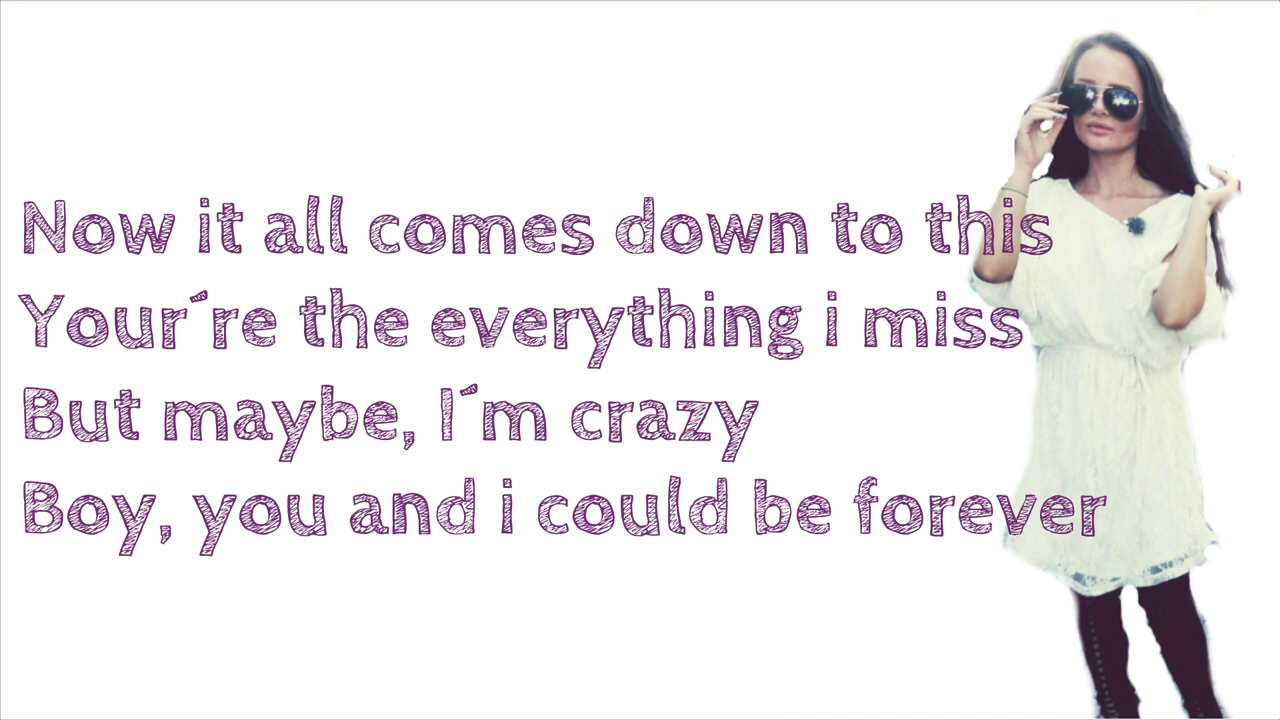 Now it all comes down to this
Your´re the everything i miss
But maybe, I´m crazy
Boy, you and i could be forever